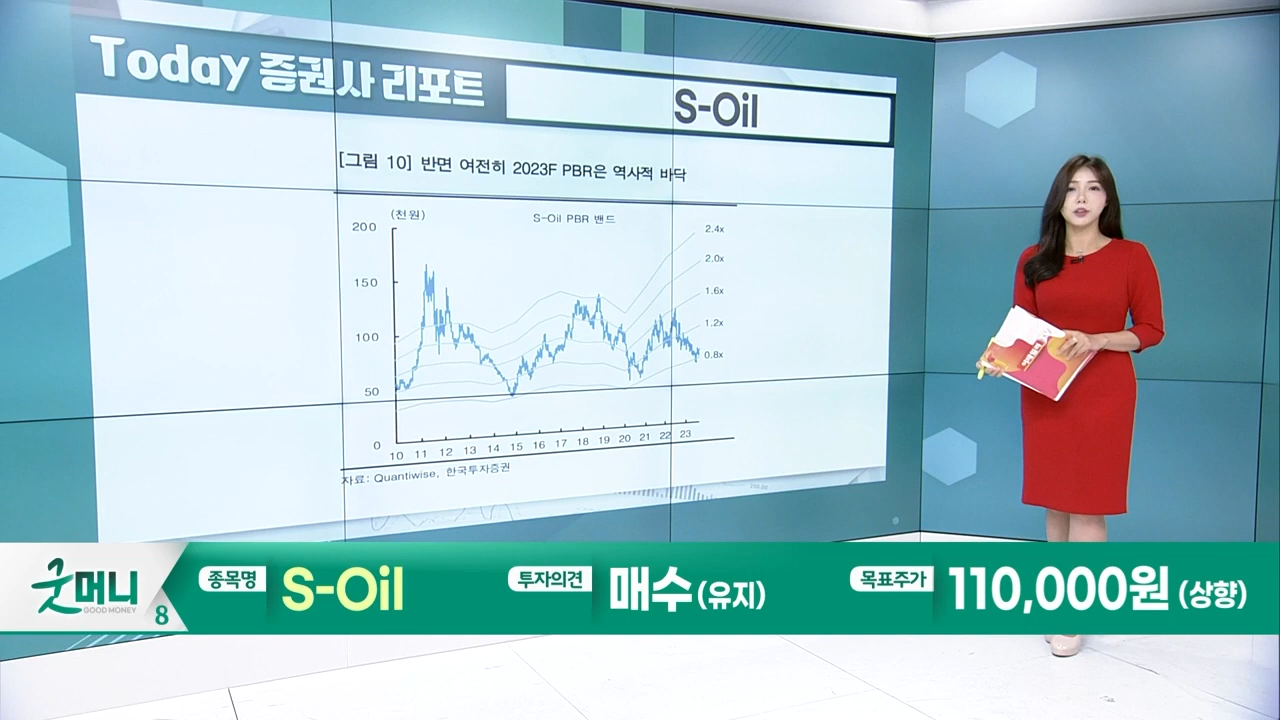 Today 증권사 리포트
S-Oil
[그림 10] 반면 여전히 2023F PBR은 역사적 바닥
(천원)
S-Oil PBR 밴드
200
150
100
50
0
2.4x
2.0x
1.6x
1.2x
0.8x
10 11 12 13 14 15 16 17 18 19 20 21 22 23
자료: Quantiwise, 한국투자증권
굿머니
GOOD MONEY
8
종목명
S-Oil
투자의견
매수(유지)
목표주가
110,000원 (상향)